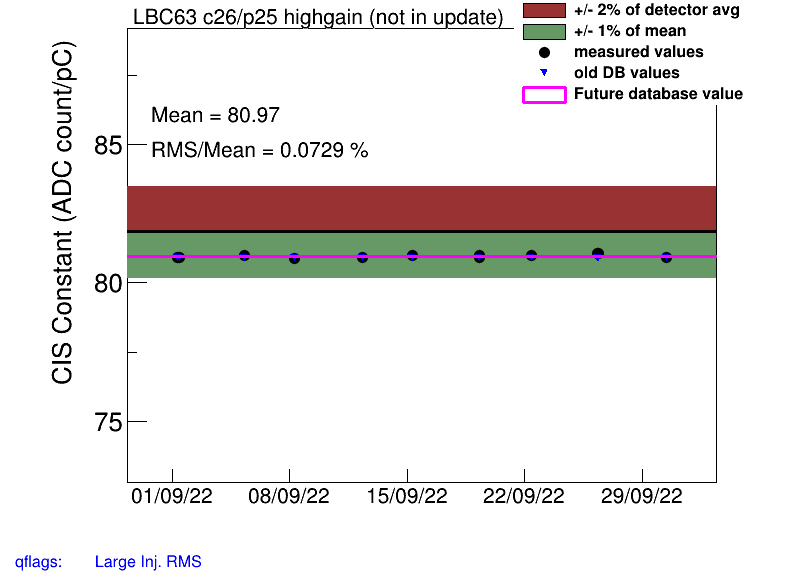 LBC63 c26/p25 highgain (not in update)
+/- 2% of detector avg
+/- 1% of mean
measured values
old DB values
Future database value
Mean = 80.97
RMS/Mean = 0.0729 %
CIS Constant (ADC count/pC)
85
80
75
01/09/22 08/09/22 15/09/22 22/09/22 29/09/22
qflags: Large Inj. RMS